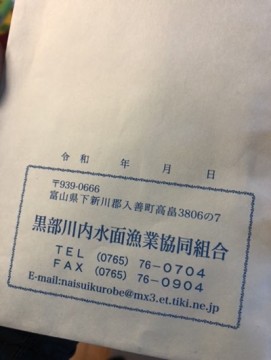 令和 年 月 日
〒939-0666
富山県下新川郡入善町高畠3806の7
黒部川内水面漁業協同組合
TEL (0765) 76-0704
FAX (0765) 76-0904
E-mail:naisuikurobe@mx3.et.tiki.ne.jp